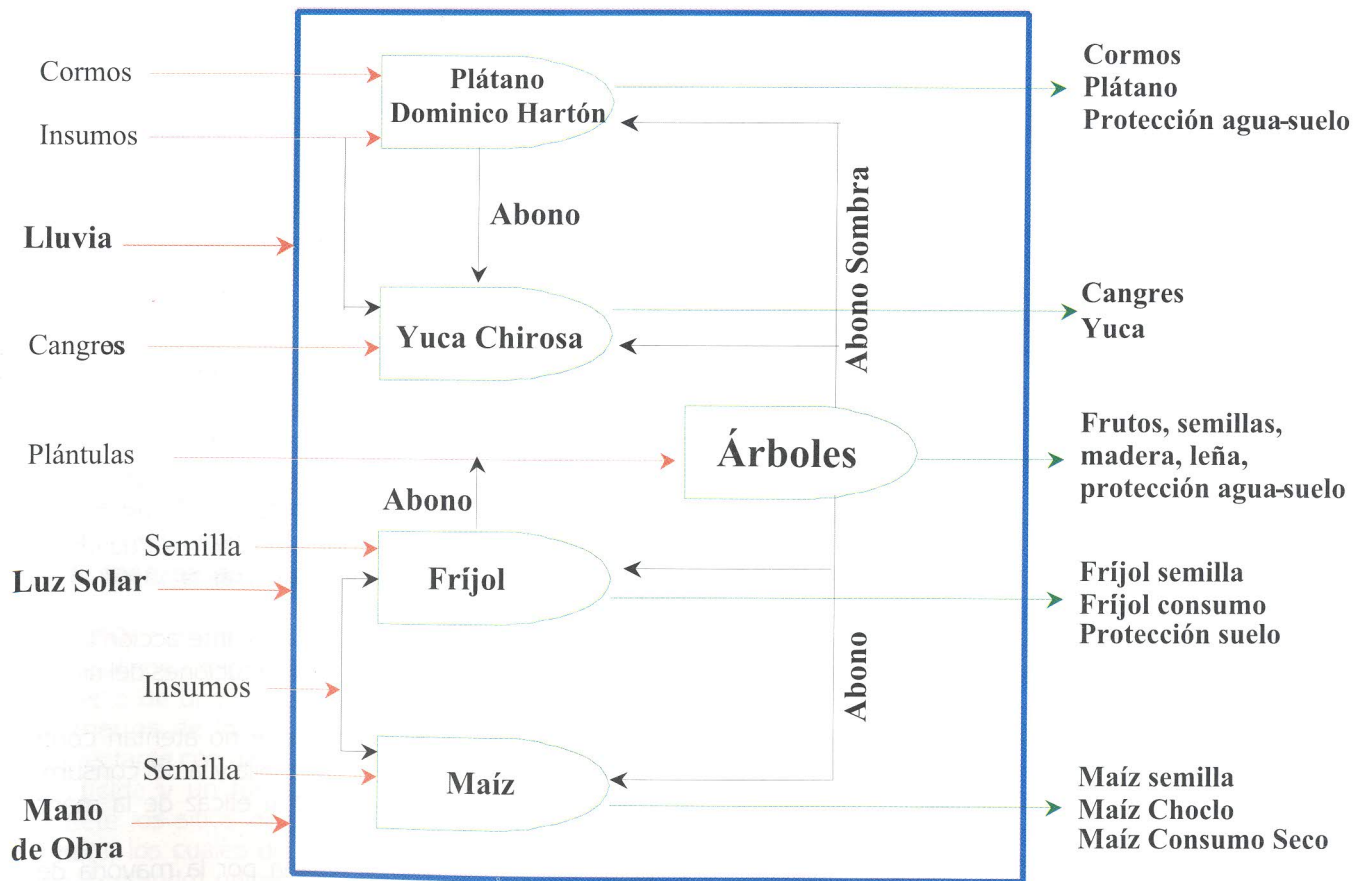 Cormos
Insumos
Lluvia
Cangres
Plántulas
Semilla
Luz Solar
Insumos
Semilla
Mano
de Obra
Plátano
Dominico Hartón
Abono
Yuca Chirosa
Abono Sombra
Árboles
Abono
Fríjol
Abono
Maíz
Cormos
Plátano
Protección agua-suelo
Cangres
Yuca
Frutos, semillas,
madera, leña,
protección agua-suelo
Fríjol semilla
Fríjol consumo
Protección suelo
Maíz semilla
Maíz Choclo
Maíz Consumo Seco